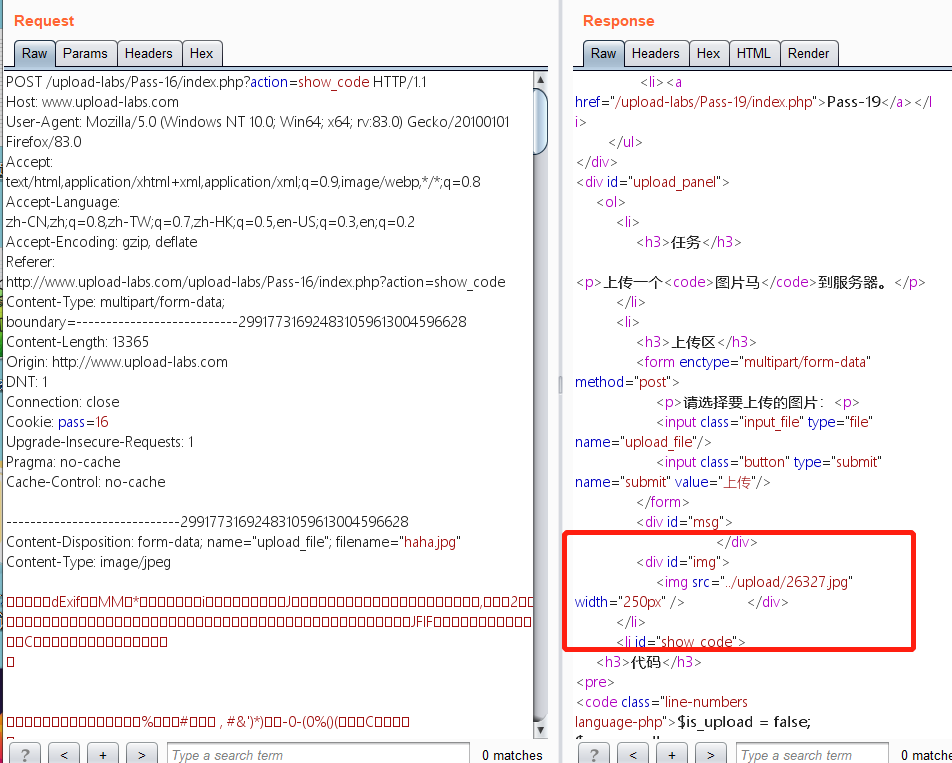 Request
Raw Params Headers Hex
POST /upload-labs/Pass-16/index.php?action=show_code HTTP/1.1
Host: www.upload-labs.com
User-Agent: Mozilla/5.0 (Windows NT 10.0; Win64; x64; rv:83.0) Gecko/20100101
Firefox/83.0
Accept:
text/html,application/xhtml+xml,application/xml;q=0.9,image/webp,*/*;q=0.8
Accept-Language:
zh-CN,zh;q=0.8,zh-TW;q=0.7,zh-HK;q=0.5,en-US;q=0.3,en;q=0.2
Accept-Encoding: gzip, deflate
Referer:
http://www.upload-labs.com/upload-labs/Pass-16/index.php?action=show_code
Content-Type: multipart/form-data;
boundary=---------------------------299177316924831059613004596628
Content-Length: 13365
Origin: http://www.upload-labs.com
DNT: 1
Connection: close
Cookie: pass=16
Upgrade-Insecure-Requests: 1
Pragma: no-cache
Cache-Control: no-cache
-----------------------------299177316924831059613004596628
Content-Disposition: form-data; name="upload_file"; filename="haha.jpg"
Content-Type: image/jpeg
dExif MM * i J , 2
JFIF
C
% # , #&')*) -0-(0%()( C
? < + > Type a search term 0 matches
Response
Raw Headers Hex HTML Render
<li><a
href="/upload-labs/Pass-19/index.php">Pass-19</a></l
i>
</ul>
</div>
<div id="upload_panel">
<ol>
<li>
<h3>任务</h3>
<p>上传一个<code>图片马</code>到服务器。</p>
</li>
<li>
<h3>上传区</h3>
<form enctype="multipart/form-data"
method="post">
<p>请选择要上传的图片：<p>
<input class="input_file" type="file"
name="upload_file"/>
<input class="button" type="submit"
name="submit" value="上传"/>
</form>
<div id="msg">
</div>
<div id="img">
<img src="../upload/26327.jpg"
width="250px" /> </div>
</li>
<li id="show_code">
<h3>代码</h3>
<pre>
<code class="line-numbers
language-php">$is_upload = false;
? < + > Type a search term 0 matche